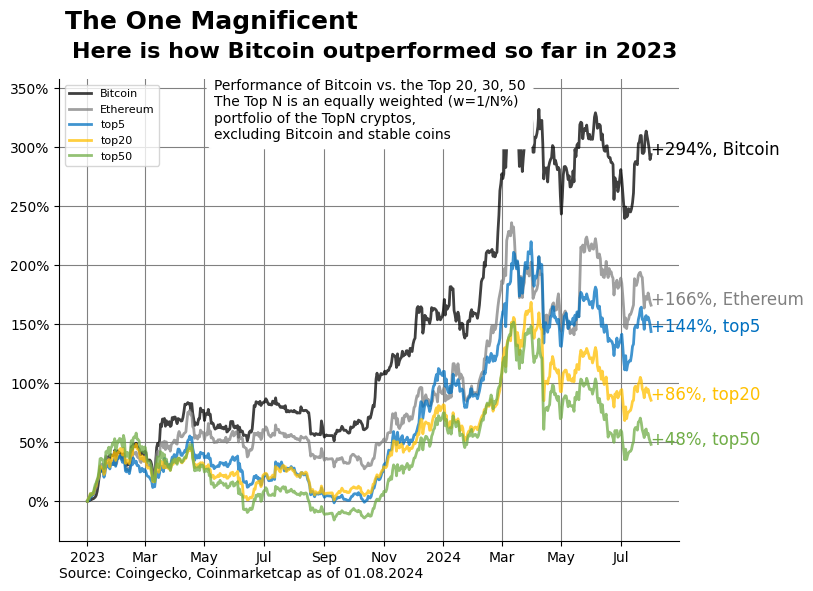 The One Magnificent
Here is how Bitcoin outperformed so far in 2023
Performance of Bitcoin vs. the Top 20, 30, 50
The Top N is an equally weighted (w=1/N%)
portfolio of the TopN cryptos,
excluding Bitcoin and stable coins
Bitcoin
Ethereum
top5
top20
top50
350%
300%
250%
200%
150%
100%
50%
0%
+294%, Bitcoin
+166%, Ethereum
+144%, top5
+86%, top20
+48%, top50
2023 Mar May Jul Sep Nov 2024 Mar May Jul
Source: Coingecko, Coinmarketcap as of 01.08.2024